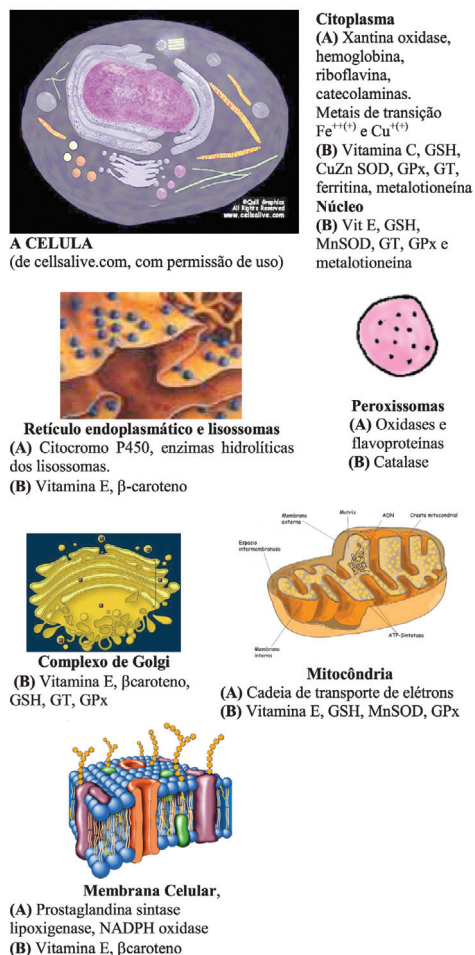 Citoplasma
(A) Xantina oxidase,
hemoglobina,
riboflavina,
catecolaminas.
Metais de transição
Fe++(+) e Cu+(+)
(B) Vitamina C, GSH,
CuZn SOD, GPx, GT,
ferritina, metalotioneína
Núcleo
(B) Vit E, GSH,
MnSOD, GT, GPx e
metalotioneína
©Quill Graphics
All Rights Reserved
www.cellsalive.com
A CELULA
(de cellsalive.com, com permissão de uso)
Retículo endoplasmático e lisossomas
(A) Citocromo P450, enzimas hidrolíticas
dos lisossomas.
(B) Vitamina E, β-caroteno
Peroxissomas
(A) Oxidases e
flavoproteínas
(B) Catalase
Complexo de Golgi
(B) Vitamina E, βcaroteno,
GSH, GT, GPx
Membrana
externa
Matris
ADN
Cresta mitocondrial
Espacio
intermembranoso
Membrana
interna
ATP-Sintetasa
Mitocôndria
(A) Cadeia de transporte de elétrons
(B) Vitamina E, GSH, MnSOD, GPx
Membrana Celular,
(A) Prostaglandina sintase
lipoxigenase, NADPH oxidase
(B) Vitamina E, βcaroteno